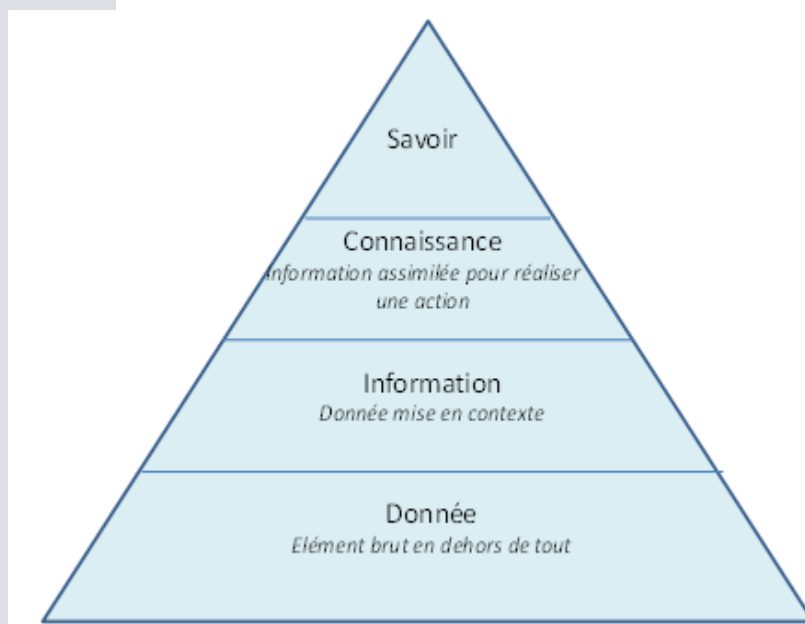 Savoir
Connaissance
Information assimilée pour réaliser
une action
Information
Donnée mise en contexte
Donnée
Elément brut en dehors de tout